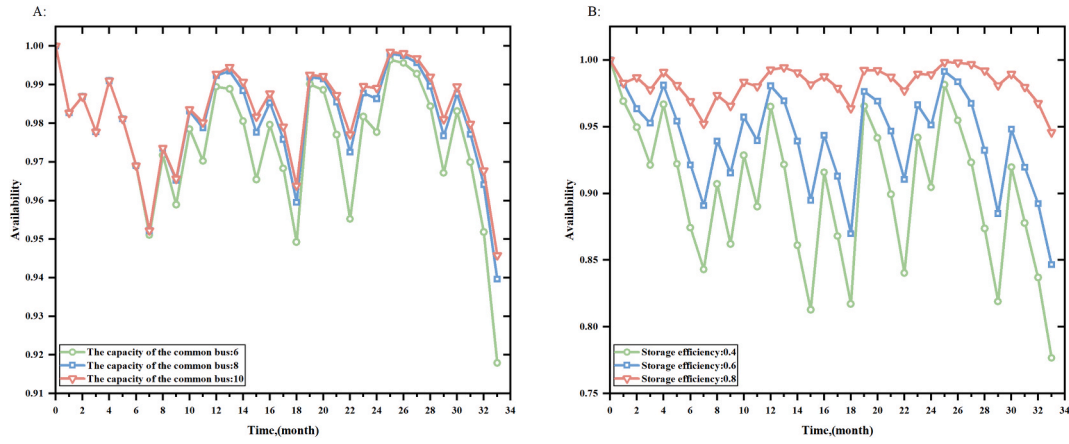 A:
1.00
0.99
0.98
0.97
0.96
0.95
0.94
0.93
0.92
0.91
Availability
The capacity of the common bus:6
The capacity of the common bus:8
The capacity of the common bus:10
0 2 4 6 8 10 12 14 16 18 20 22 24 26 28 30 32 34
Time,(month)
B:
1.00
0.95
0.90
0.85
0.80
0.75
Availability
Storage efficiency:0.4
Storage efficiency:0.6
Storage efficiency:0.8
0 2 4 6 8 10 12 14 16 18 20 22 24 26 28 30 32 34
Time,(month)